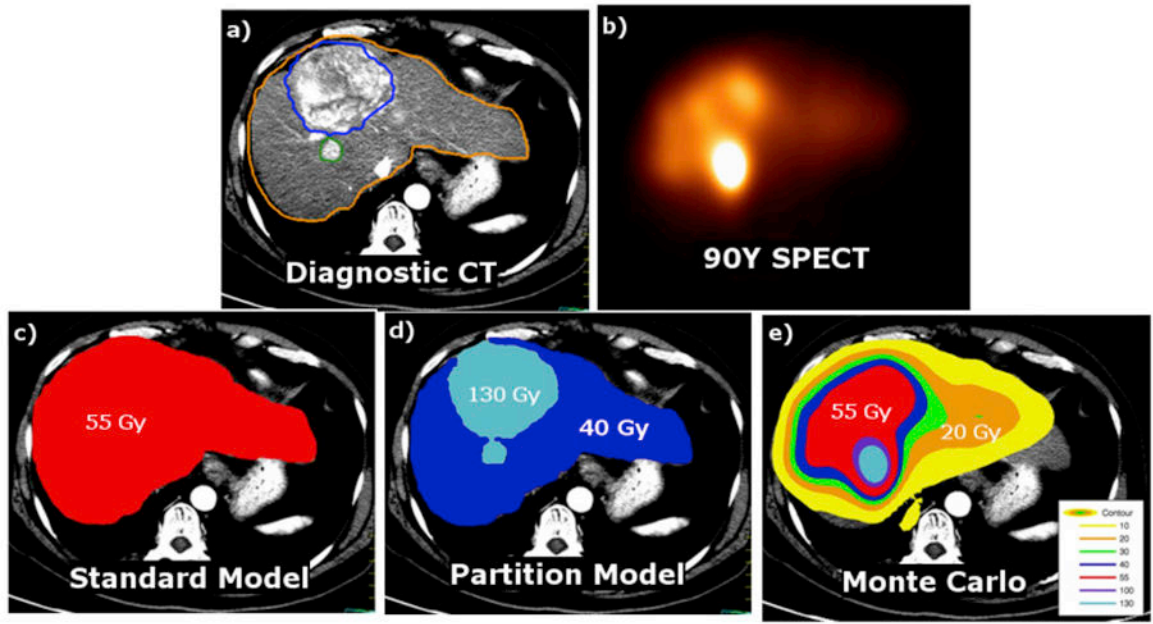 a)
Diagnostic CT
b)
90Y SPECT
c)
55 Gy
Standard Model
d)
130 Gy
40 Gy
Partition Model
e)
55 Gy
20 Gy
Monte Carlo
Contour
10
20
30
40
55
100
130